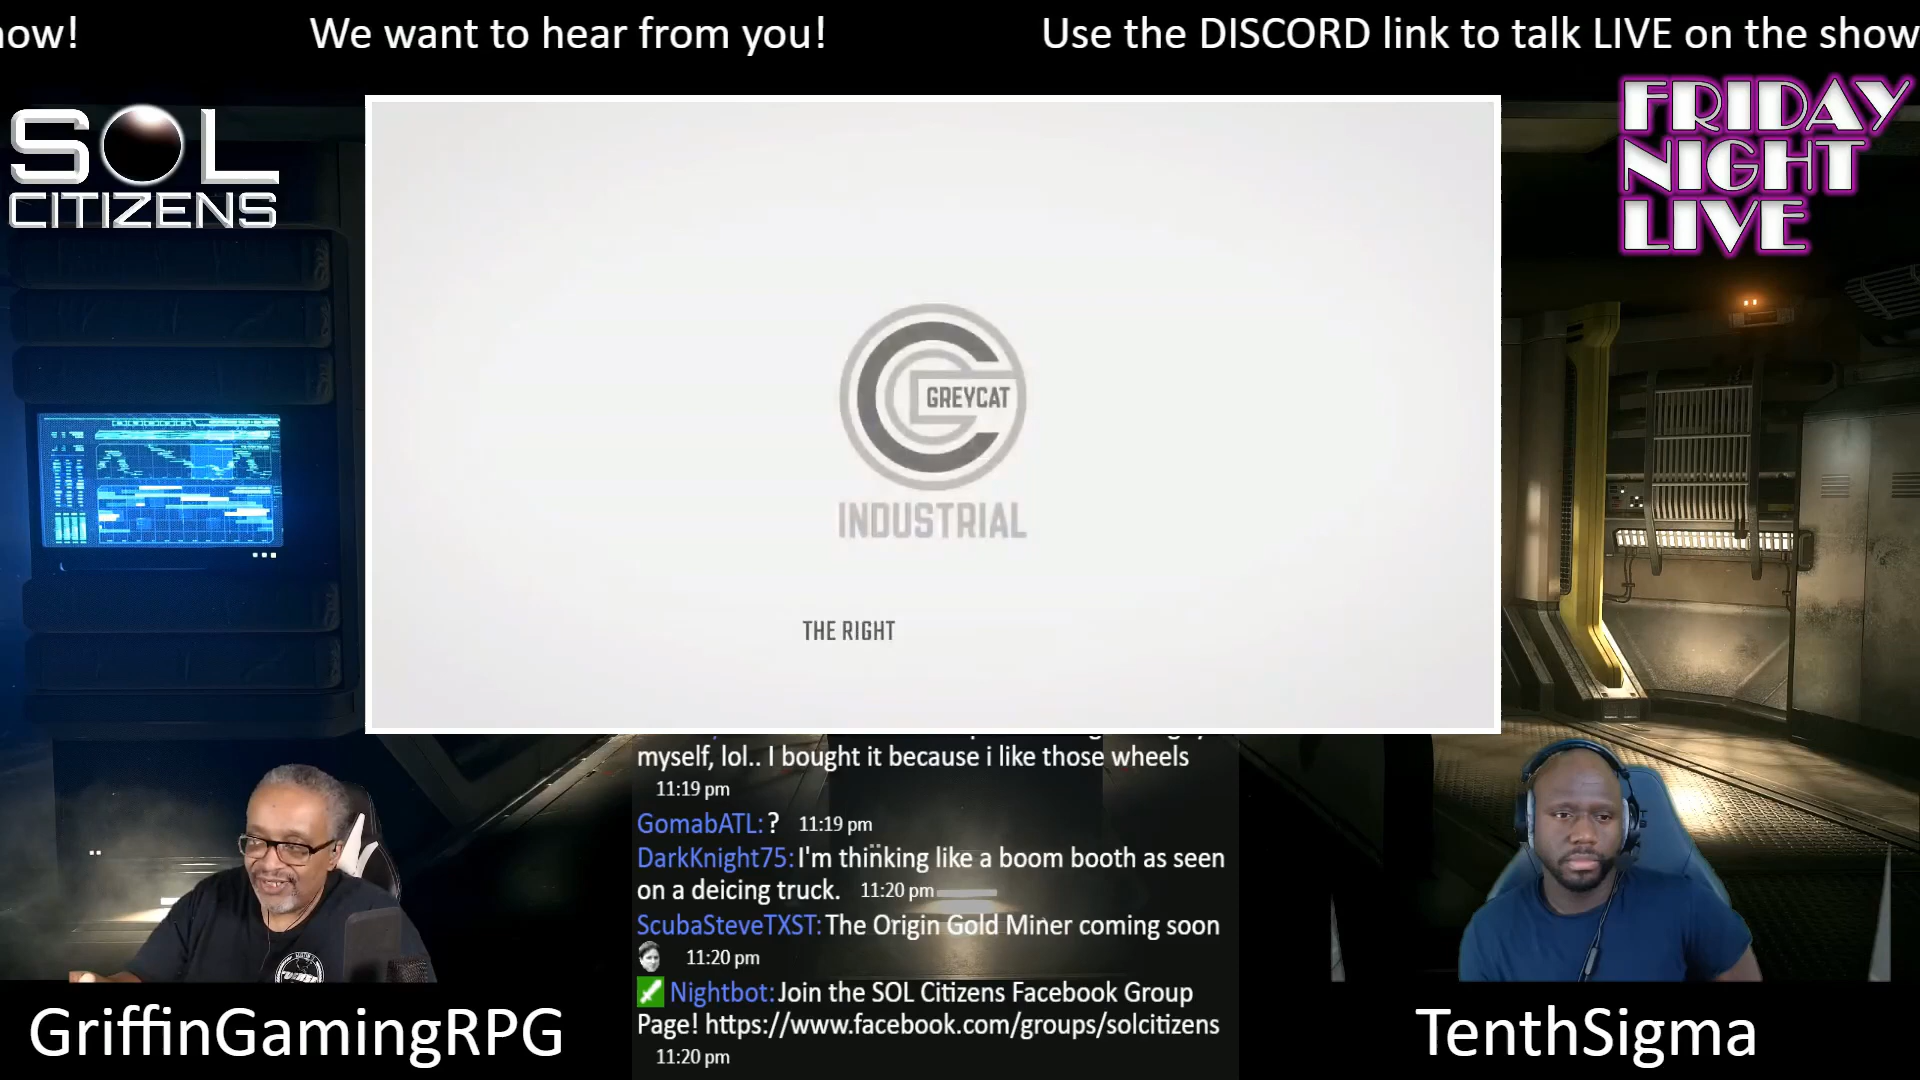 now!
We want to hear from you!
Use the DISCORD link to talk LIVE on the show
SOL
CITIZENS
FRIDAY
NIGHT
LIVE
GREYCAT
INDUSTRIAL
THE RIGHT
myself, lol.. I bought it because i like those wheels
11:19 pm
GomabATL: ? 11:19 pm
DarkKnight75: I'm thinking like a boom booth as seen
on a deicing truck. 11:20 pm
ScubaSteveTXST: The Origin Gold Miner coming soon
11:20 pm
Nightbot: Join the SOL Citizens Facebook Group
Page! https://www.facebook.com/groups/solcitizens
11:20 pm
GriffinGamingRPG
TenthSigma